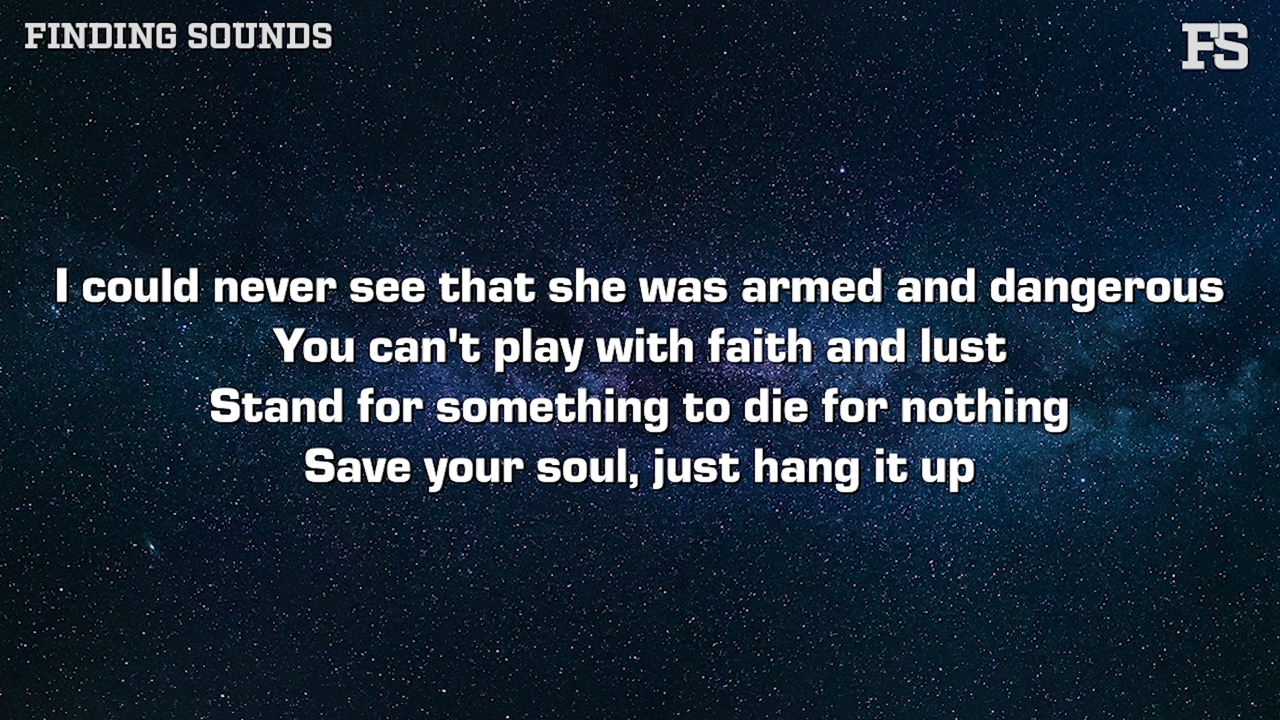 FINDING SOUNDS
FS
I could never see that she was armed and dangerous
You can't play with faith and lust
Stand for something to die for nothing
Save your soul, just hang it up